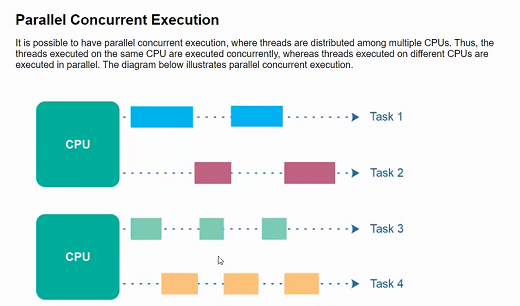 Parallel Concurrent Execution
It is possible to have parallel concurrent execution, where threads are distributed among multiple CPUs. Thus, the
threads executed on the same CPU are executed concurrently, whereas threads executed on different CPUs are
executed in parallel. The diagram below illustrates parallel concurrent execution.
Task 1
CPU
Task 2
Task 3
CPU
Task 4